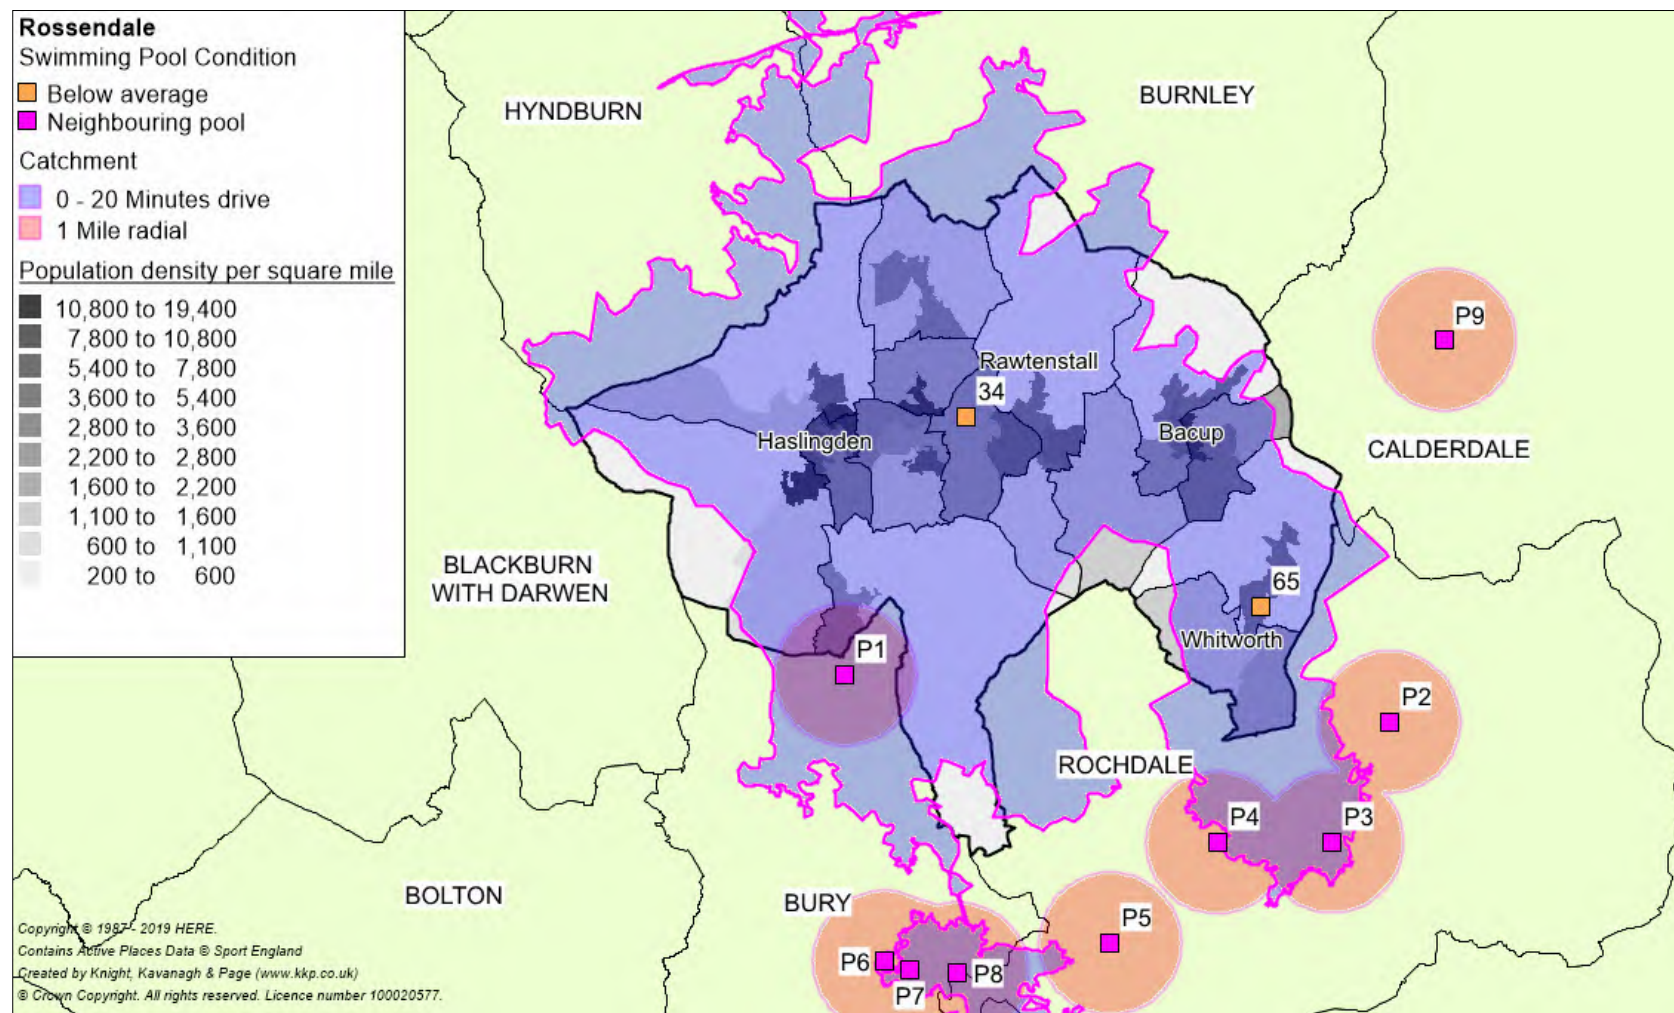 Rossendale
Swimming Pool Condition
Below average
Neighbouring pool
Catchment
0 - 20 Minutes drive
1 Mile radial
Population density per square mile
10,800 to 19,400
7,800 to 10,800
5,400 to 7,800
3,600 to 5,400
2,800 to 3,600
2,200 to 2,800
1,600 to 2,200
1,100 to 1,600
600 to 1,100
200 to 600
HYNDBURN
BURNLEY
P9
Rawtenstall
34
Haslingden
Bacup
CALDERDALE
BLACKBURN
WITH DARWEN
65
Whitworth
P1
P2
ROCHDALE
P4
P3
BOLTON
BURY
P5
P6
P7
P8
Copyright © 1987 - 2019 HERE.
Contains Active Places Data © Sport England
Created by Knight, Kavanagh & Page (www.kkp.co.uk)
© Crown Copyright. All rights reserved. Licence number 100020577.